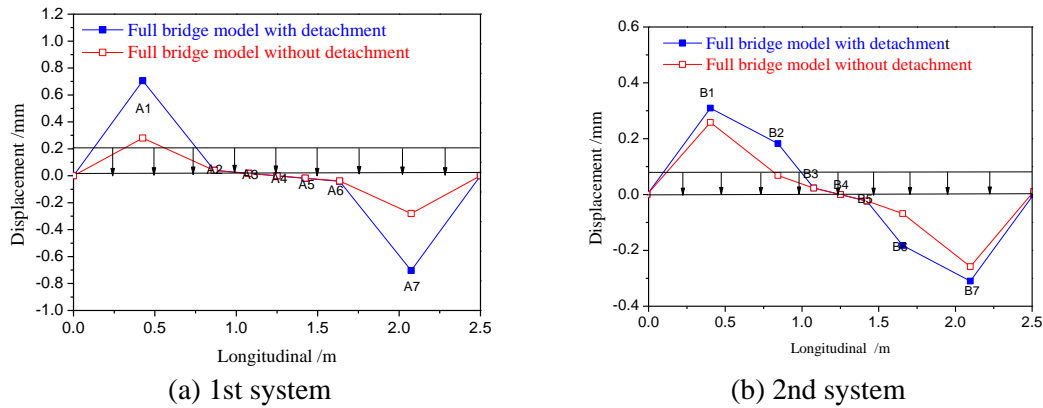 Full bridge model with detachment
Full bridge model without detachment
Displacement /mm
1.2
1.0
0.8
0.6
0.4
0.2
0.0
-0.2
-0.4
-0.6
-0.8
-1.0
A1
A2
A3
A4
A5
A6
A7
0.0 0.5 1.0 1.5 2.0 2.5
Longitudinal /m
(a) 1st system
Full bridge model with detachment
Full bridge model without detachment
Displacement /mm
0.6
0.4
0.2
0.0
-0.2
-0.4
B1
B2
B3
B4
B5
B6
B7
0.0 0.5 1.0 1.5 2.0 2.5
Longitudinal /m
(b) 2nd system